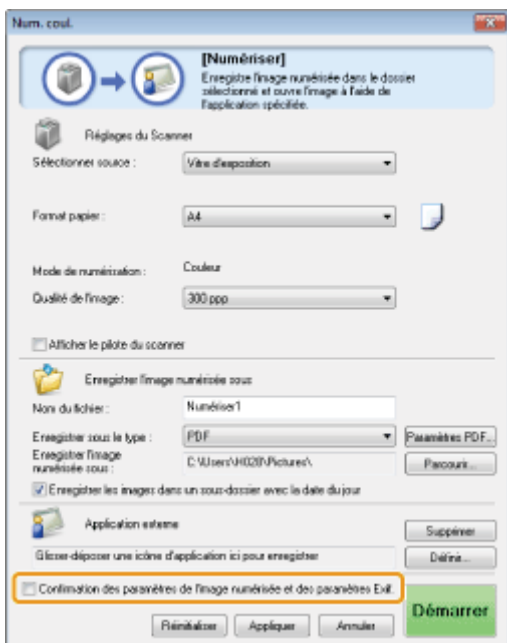 Num. coul.
[Numériser]
Enregistre l'image numérisée dans le dossier
sélectionné et ouvre l'image à l'aide de
l'application spécifiée.
Réglages du Scanner
Sélectionner source :
Vitre d'exposition
Format papier :
A4
Mode de numérisation :
Couleur
Qualité de l'image :
300 ppp
Afficher le pilote du scanner
Enregistrer l'image numérisée sous
Nom du fichier :
Numériser1
Enregistrer sous le type :
PDF
Paramètres PDF...
Enregistrer l'image
numérisée sous :
C:\Users\H028\Pictures\
Parcourir...
Enregistrer les images dans un sous-dossier avec la date du jour
Application externe
Supprimer
Glisser-déposer une icône d'application ici pour enregistrer
Définir...
Confirmation des paramètres de l'image numérisée et des paramètres Exif.
Démarrer
Réinitialiser
Appliquer
Annuler